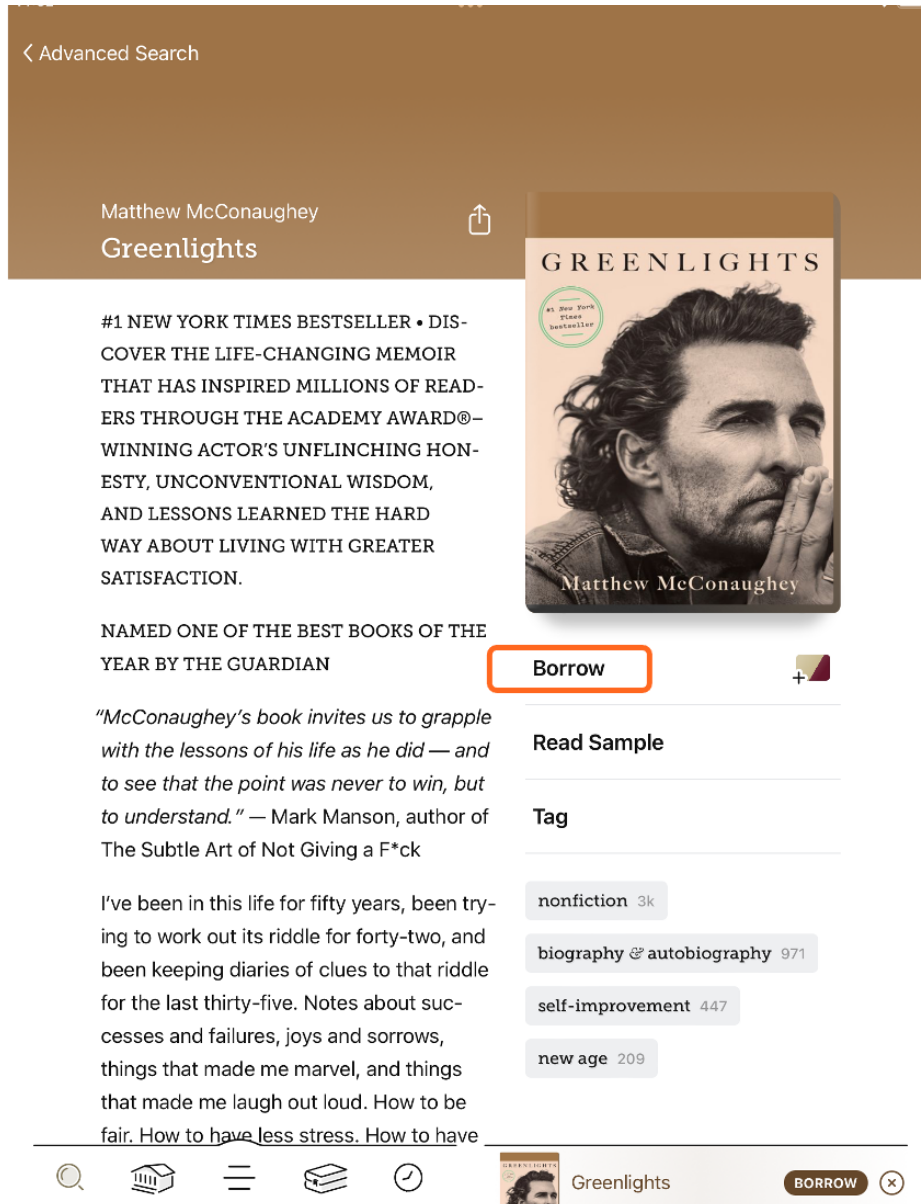 Advanced Search
Matthew McConaughey
Greenlights
#1 NEW YORK TIMES BESTSELLER • DIS-
COVER THE LIFE-CHANGING MEMOIR
THAT HAS INSPIRED MILLIONS OF READ-
ERS THROUGH THE ACADEMY AWARD®–
WINNING ACTOR'S UNFLINCHING HON-
ESTY, UNCONVENTIONAL WISDOM,
AND LESSONS LEARNED THE HARD
WAY ABOUT LIVING WITH GREATER
SATISFACTION.
NAMED ONE OF THE BEST BOOKS OF THE
YEAR BY THE GUARDIAN
“McConaughey’s book invites us to grapple
with the lessons of his life as he did — and
to see that the point was never to win, but
to understand.” — Mark Manson, author of
The Subtle Art of Not Giving a F*ck
I’ve been in this life for fifty years, been try-
ing to work out its riddle for forty-two, and
been keeping diaries of clues to that riddle
for the last thirty-five. Notes about suc-
cesses and failures, joys and sorrows,
things that made me marvel, and things
that made me laugh out loud. How to be
fair. How to have less stress. How to have
GREENLIGHTS
#1 New York
Times
bestseller
Matthew McConaughey
Borrow
Read Sample
Tag
nonfiction 3k
biography & autobiography 971
self-improvement 447
new age 209
GREENLIGHTS
Greenlights
BORROW